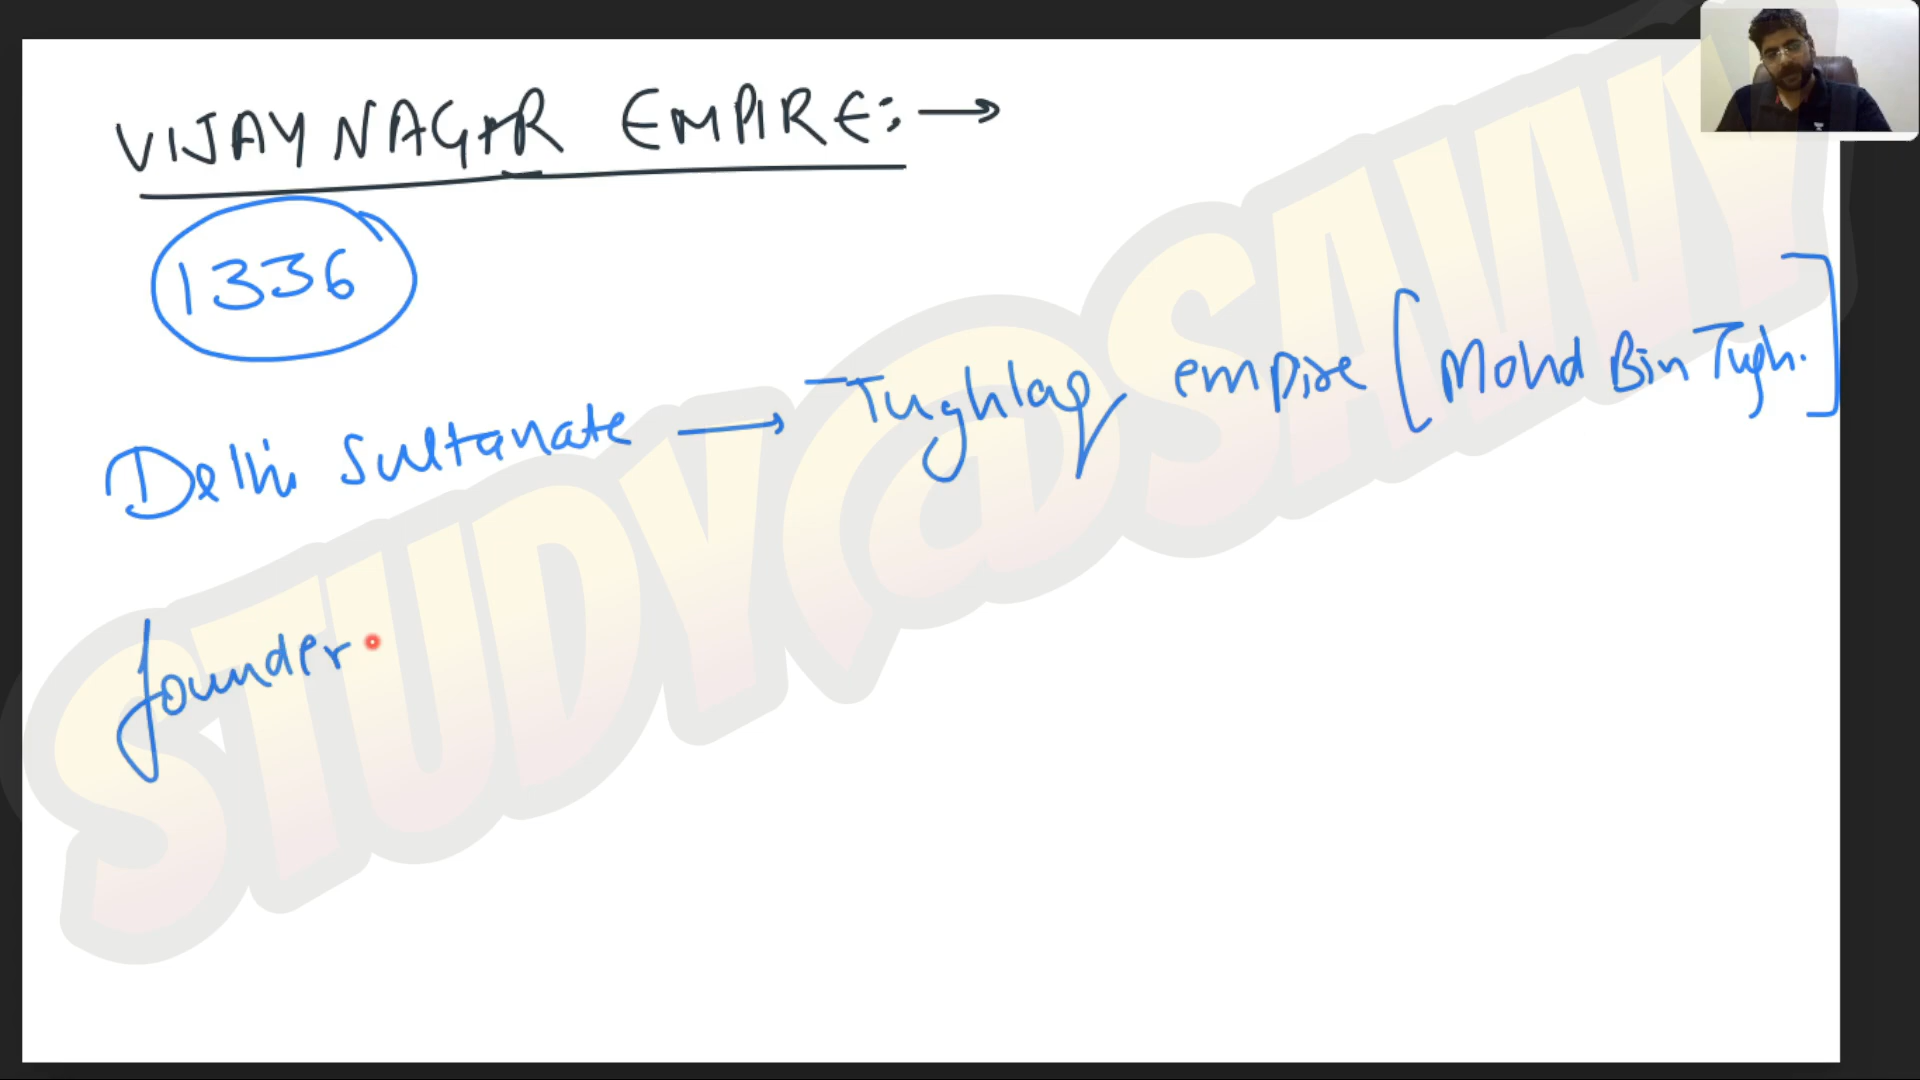 VIJAYNAGAR EMPIRE:→
1336
Delhi Sultanate → Tughlaq empire [Mohd Bin Tugh.]
founder
STUDY@SAVVY